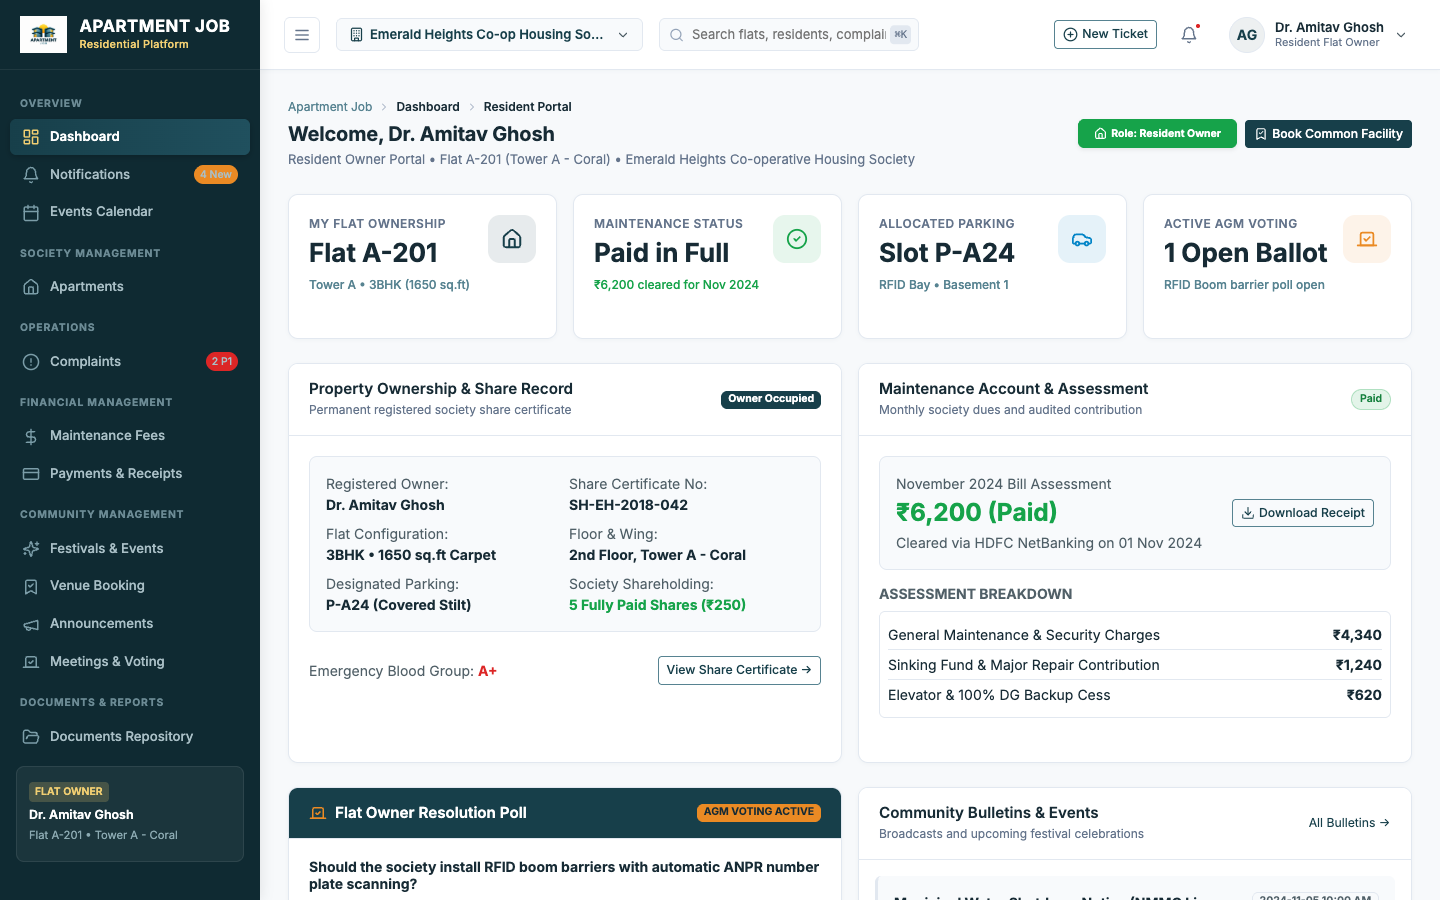 APARTMENT JOB
Residential Platform
OVERVIEW
Dashboard
Notifications
4 New
Events Calendar
SOCIETY MANAGEMENT
Apartments
OPERATIONS
Complaints
2 P1
FINANCIAL MANAGEMENT
Maintenance Fees
Payments & Receipts
COMMUNITY MANAGEMENT
Festivals & Events
Venue Booking
Announcements
Meetings & Voting
DOCUMENTS & REPORTS
Documents Repository
FLAT OWNER
Dr. Amitav Ghosh
Flat A-201 • Tower A - Coral
Emerald Heights Co-op Housing So...
Search flats, residents, complai
⌘K
New Ticket
AG
Dr. Amitav Ghosh
Resident Flat Owner
Apartment Job > Dashboard > Resident Portal
Welcome, Dr. Amitav Ghosh
Resident Owner Portal • Flat A-201 (Tower A - Coral) • Emerald Heights Co-operative Housing Society
Role: Resident Owner
Book Common Facility
MY FLAT OWNERSHIP
Flat A-201
Tower A • 3BHK (1650 sq.ft)
MAINTENANCE STATUS
Paid in Full
₹6,200 cleared for Nov 2024
ALLOCATED PARKING
Slot P-A24
RFID Bay • Basement 1
ACTIVE AGM VOTING
1 Open Ballot
RFID Boom barrier poll open
Property Ownership & Share Record
Permanent registered society share certificate
Owner Occupied
Registered Owner:
Dr. Amitav Ghosh
Share Certificate No:
SH-EH-2018-042
Flat Configuration:
3BHK • 1650 sq.ft Carpet
Floor & Wing:
2nd Floor, Tower A - Coral
Designated Parking:
P-A24 (Covered Stilt)
Society Shareholding:
5 Fully Paid Shares (₹250)
Emergency Blood Group: A+
View Share Certificate →
Maintenance Account & Assessment
Monthly society dues and audited contribution
Paid
November 2024 Bill Assessment
₹6,200 (Paid)
Cleared via HDFC NetBanking on 01 Nov 2024
Download Receipt
ASSESSMENT BREAKDOWN
General Maintenance & Security Charges ₹4,340
Sinking Fund & Major Repair Contribution ₹1,240
Elevator & 100% DG Backup Cess ₹620
Flat Owner Resolution Poll
AGM VOTING ACTIVE
Should the society install RFID boom barriers with automatic ANPR number
plate scanning?
Community Bulletins & Events
Broadcasts and upcoming festival celebrations
All Bulletins →